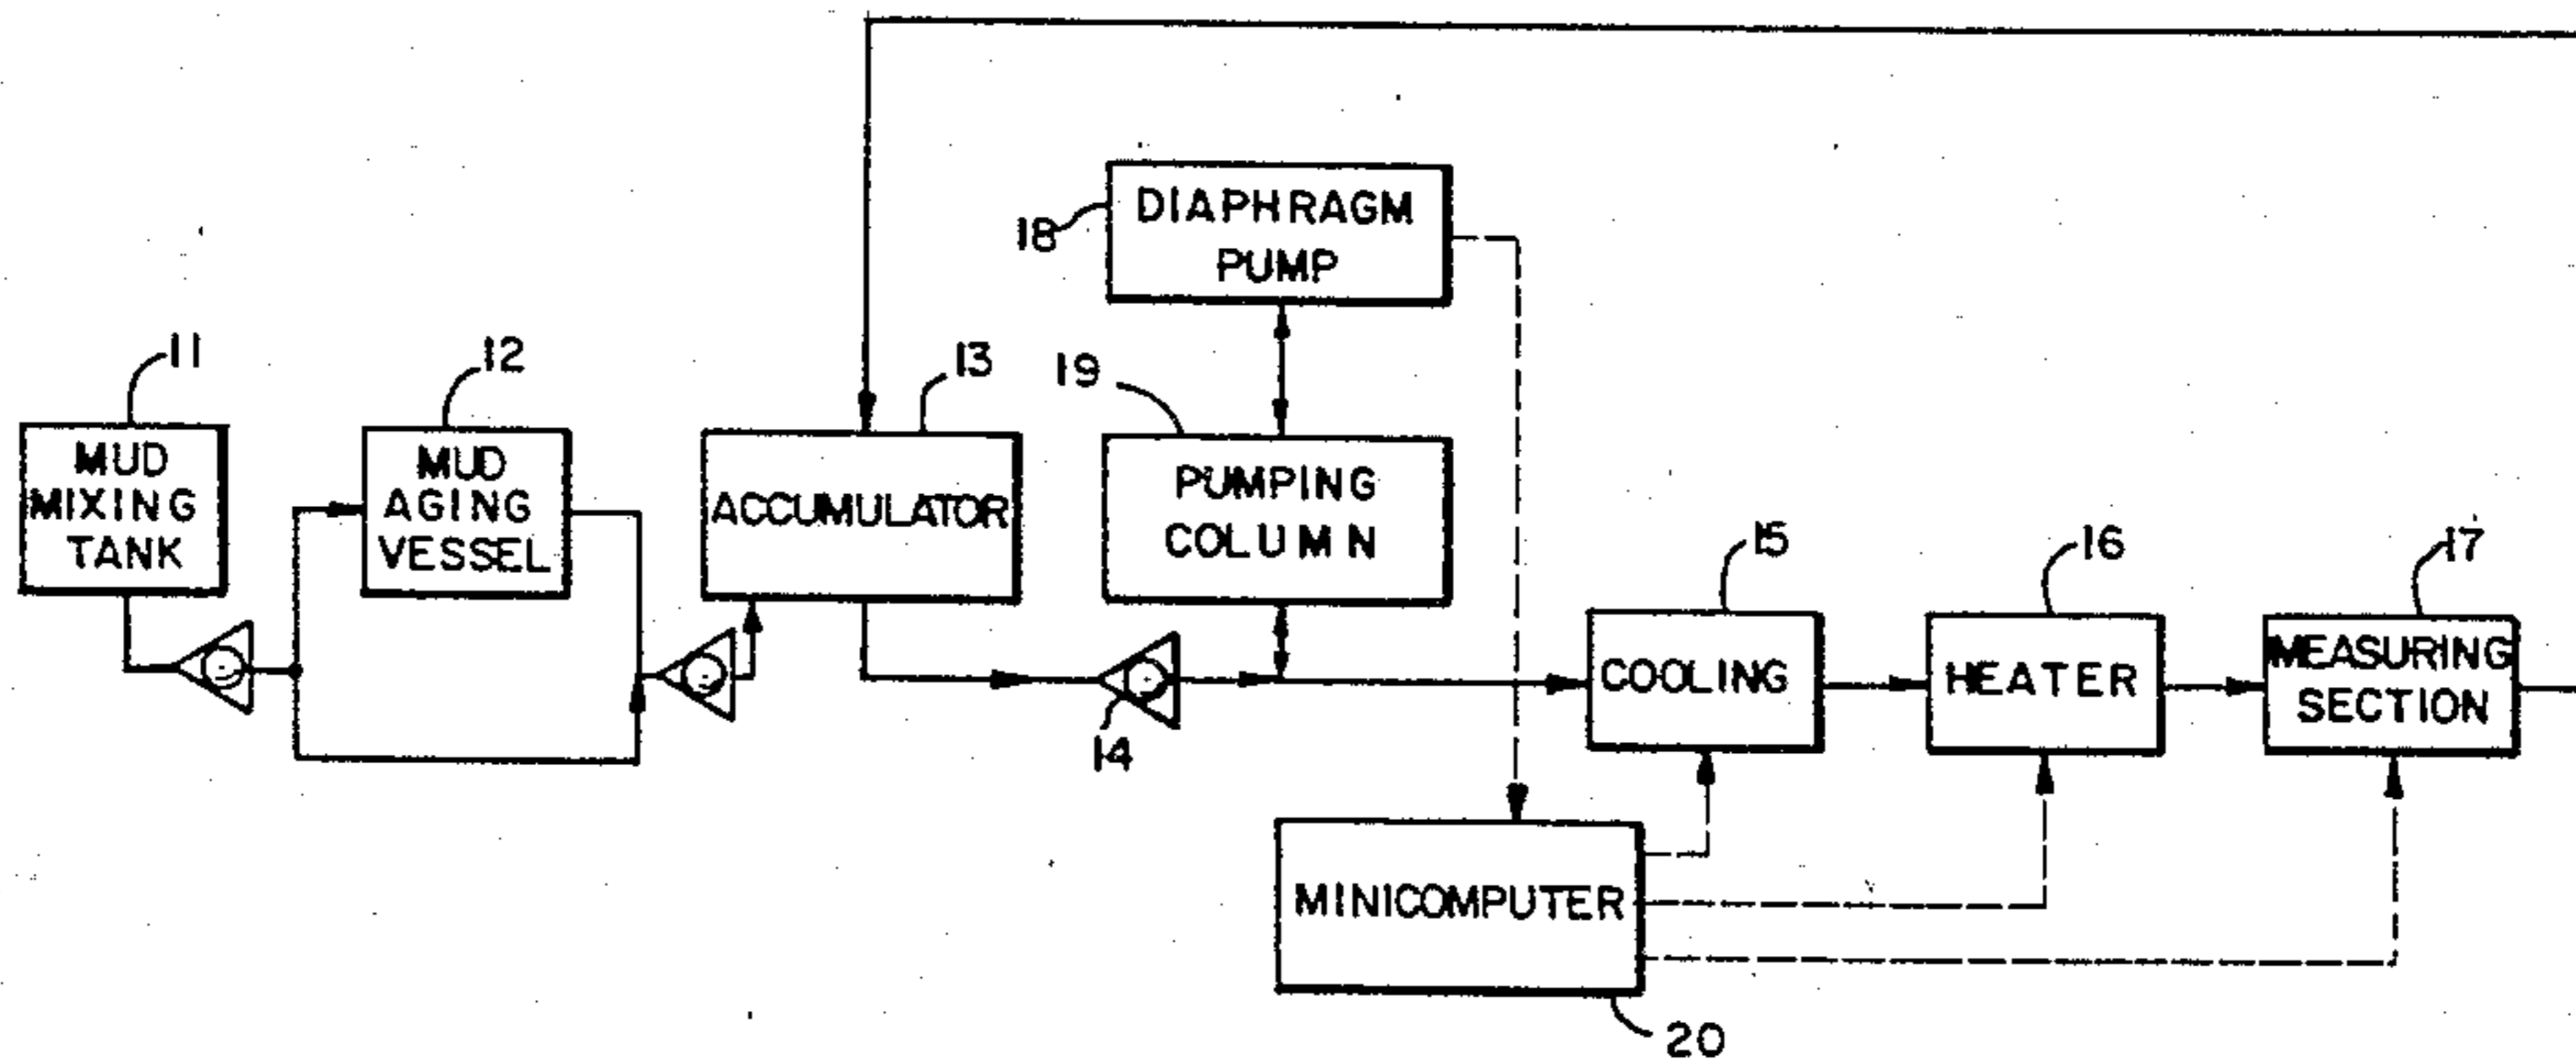 DIAPHRAGM
PUMP
18
11
12
13
19
MUD
MIXING
TANK
MUD
AGING
VESSEL
ACCUMULATOR
PUMPING
COLUMN
15
16
17
COOLING
HEATER
MEASURING
SECTION
14
MINICOMPUTER
20